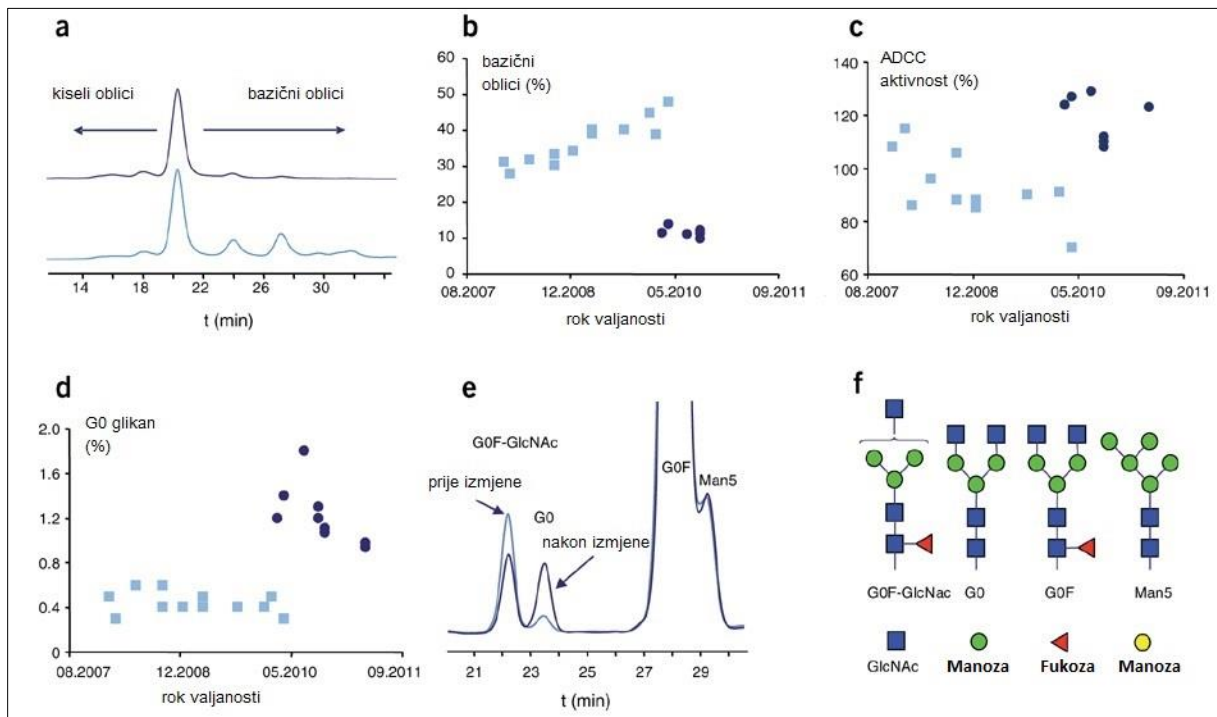 a
kiseli oblici
bazični oblici
14
18
22
26
30
t (min)
b
bazični
oblici (%)
60
50
40
30
20
10
0
08.2007
12.2008
05.2010
09.2011
rok valjanosti
c
ADCC
aktivnost (%)
140
120
100
80
60
08.2007
12.2008
05.2010
09.2011
rok valjanosti
d
G0 glikan
(%)
2.0
1.6
1.2
0.8
0.4
0
08.2007
12.2008
05.2010
09.2011
rok valjanosti
e
G0F-GlcNAc
prije izmjene
G0
nakon izmjene
G0F
Man5
21
23
25
27
29
t (min)
f
G0F-GlcNac
G0
G0F
Man5
GlcNAc
Manoza
Fukoza
Manoza